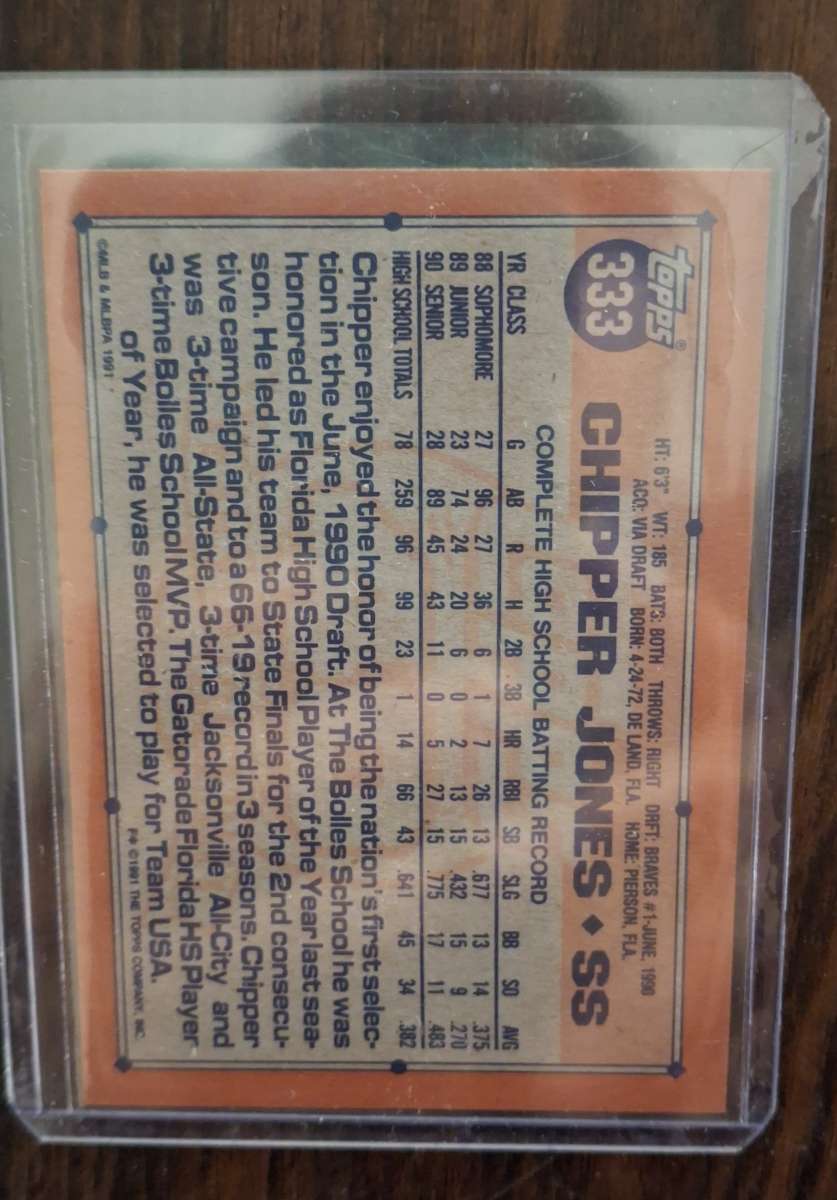 topps®
333
HT: 6'3" WT: 185 BATS: BOTH THROWS: RIGHT DRFT: BRAVES #1-JUNE, 1990
ACQ: VIA DRAFT BORN: 4-24-72, DE LAND, FLA. HOME: PIERSON, FLA.
CHIPPER JONES ♦ SS
COMPLETE HIGH SCHOOL BATTING RECORD
YR CLASS G AB R H 2B 3B HR RBI SB SLG BB SO AVG
88 SOPHOMORE 27 96 27 36 6 1 7 26 13 .677 13 14 .375
89 JUNIOR 23 74 24 20 6 0 2 13 15 .432 15 9 .270
90 SENIOR 28 89 45 43 11 0 5 27 15 .775 17 11 .483
HIGH SCHOOL TOTALS 78 259 96 99 23 1 14 66 43 .641 45 34 .382
Chipper enjoyed the honor of being the nation's first selec-
tion in the June, 1990 Draft. At The Bolles School he was
honored as Florida High School Player of the Year last sea-
son. He led his team to State Finals for the 2nd consecu-
tive campaign and to a 66-19 record in 3 seasons. Chipper
was 3-time All-State, 3-time Jacksonville All-City and
3-time Bolles School MVP. The Gatorade Florida HS Player
of Year, he was selected to play for Team USA.
©MLB & MLBPA 1991
F* ©1991 THE TOPPS COMPANY, INC.